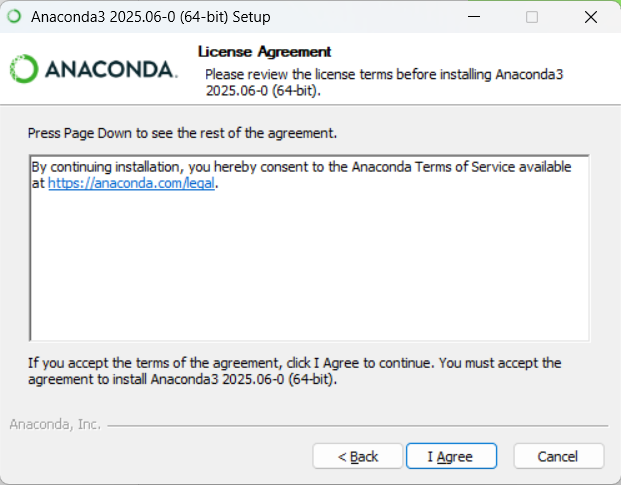 Anaconda3 2025.06-0 (64-bit) Setup
ANACONDA.
License Agreement
Please review the license terms before installing Anaconda3
2025.06-0 (64-bit).
Press Page Down to see the rest of the agreement.
By continuing installation, you hereby consent to the Anaconda Terms of Service available
at https://anaconda.com/legal.
If you accept the terms of the agreement, click I Agree to continue. You must accept the
agreement to install Anaconda3 2025.06-0 (64-bit).
Anaconda, Inc.
< Back
I Agree
Cancel